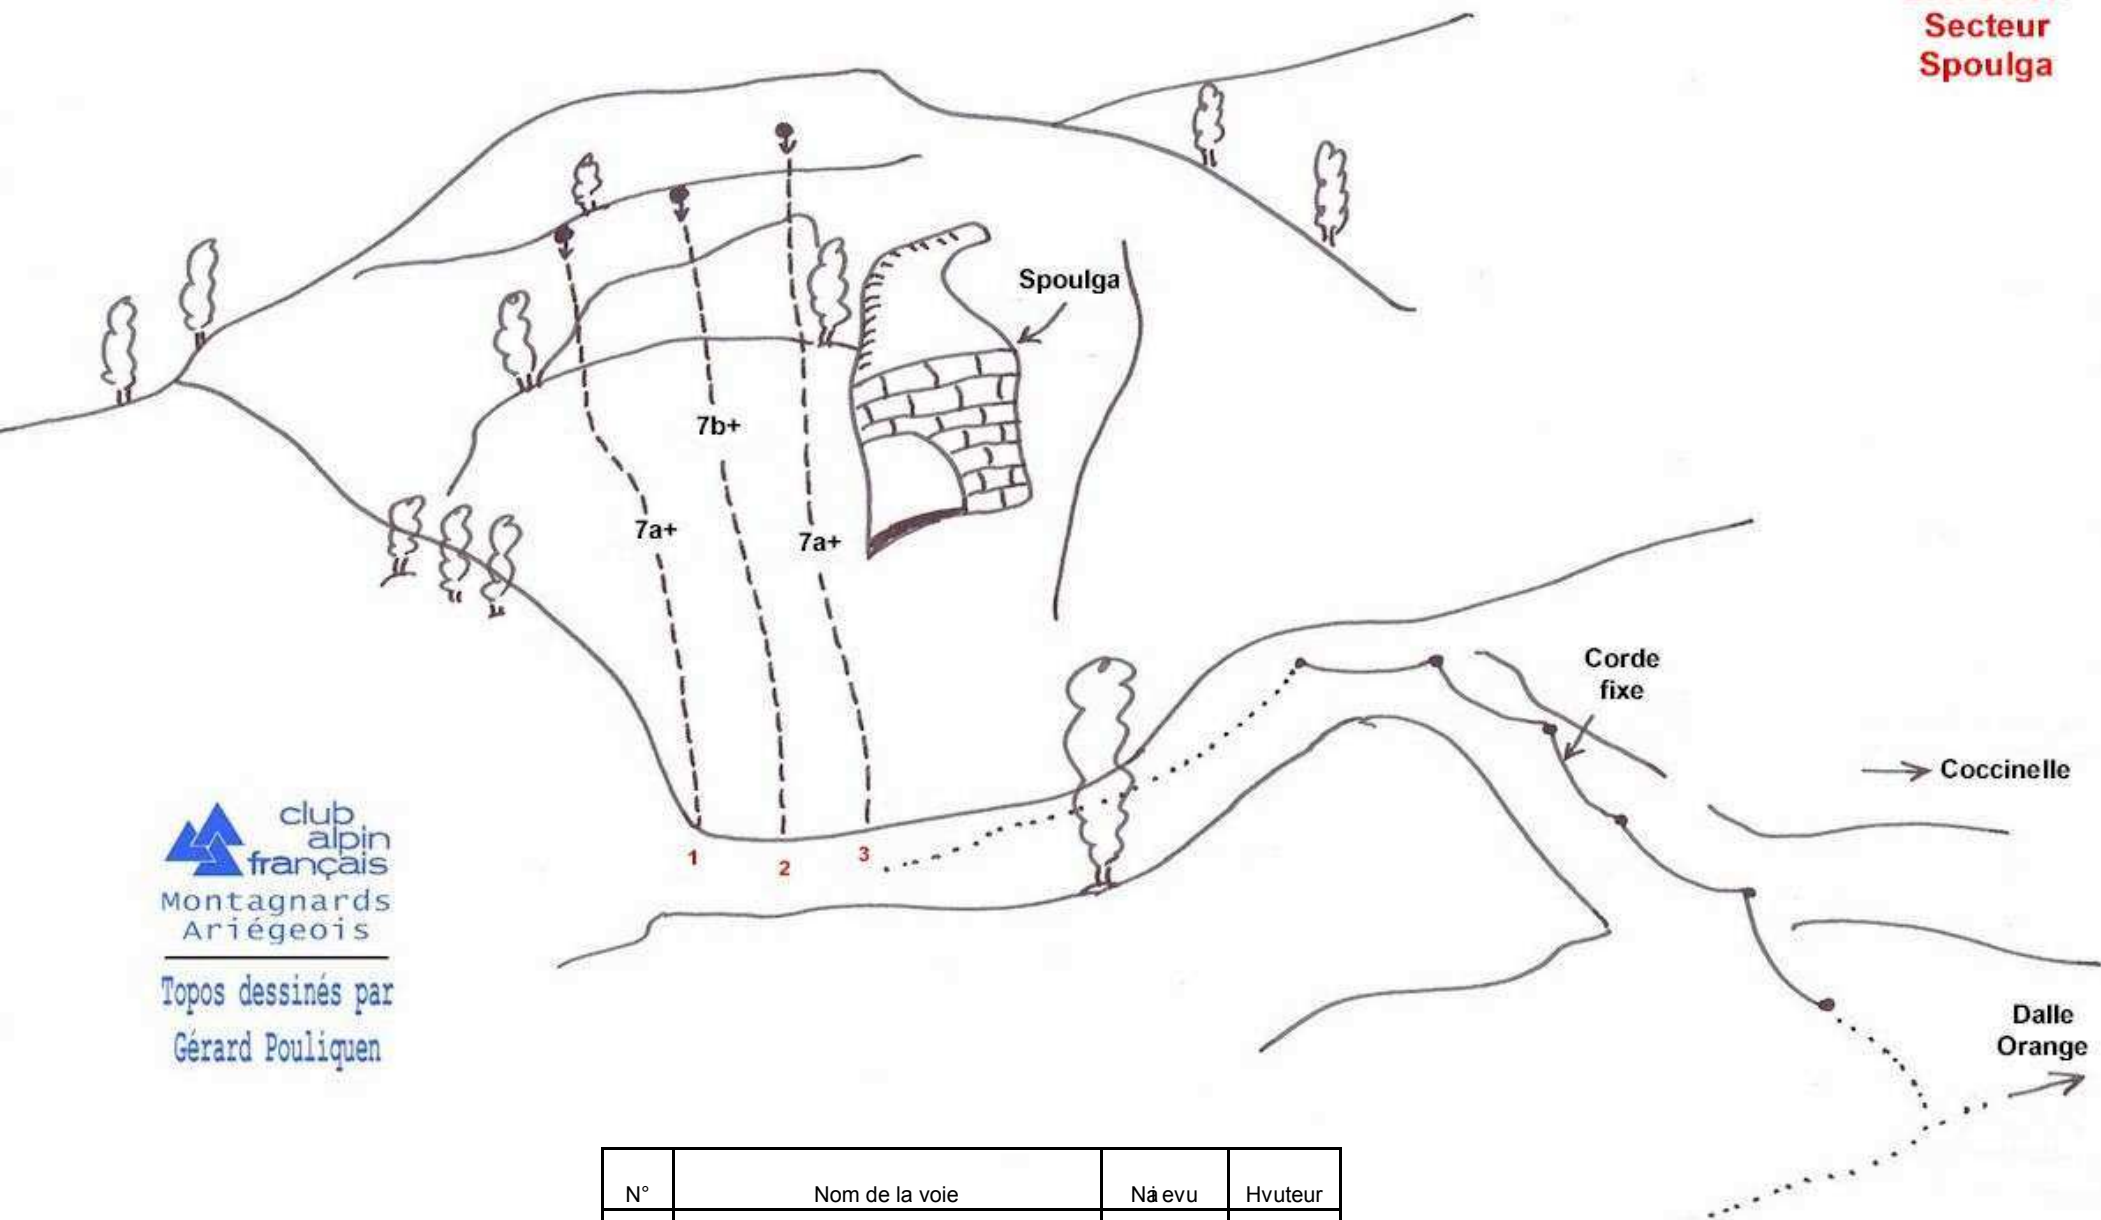 Secteur
Spoulga
Spoulga
7b+
7a+
7a+
Corde
fixe
Coccinelle
1
2
3
club
alpin
français
Montagnards
Ariégeois
Topos dessinés par
Gérard Pouliquen
Dalle
Orange
N° Nom de la voie Hvuteur